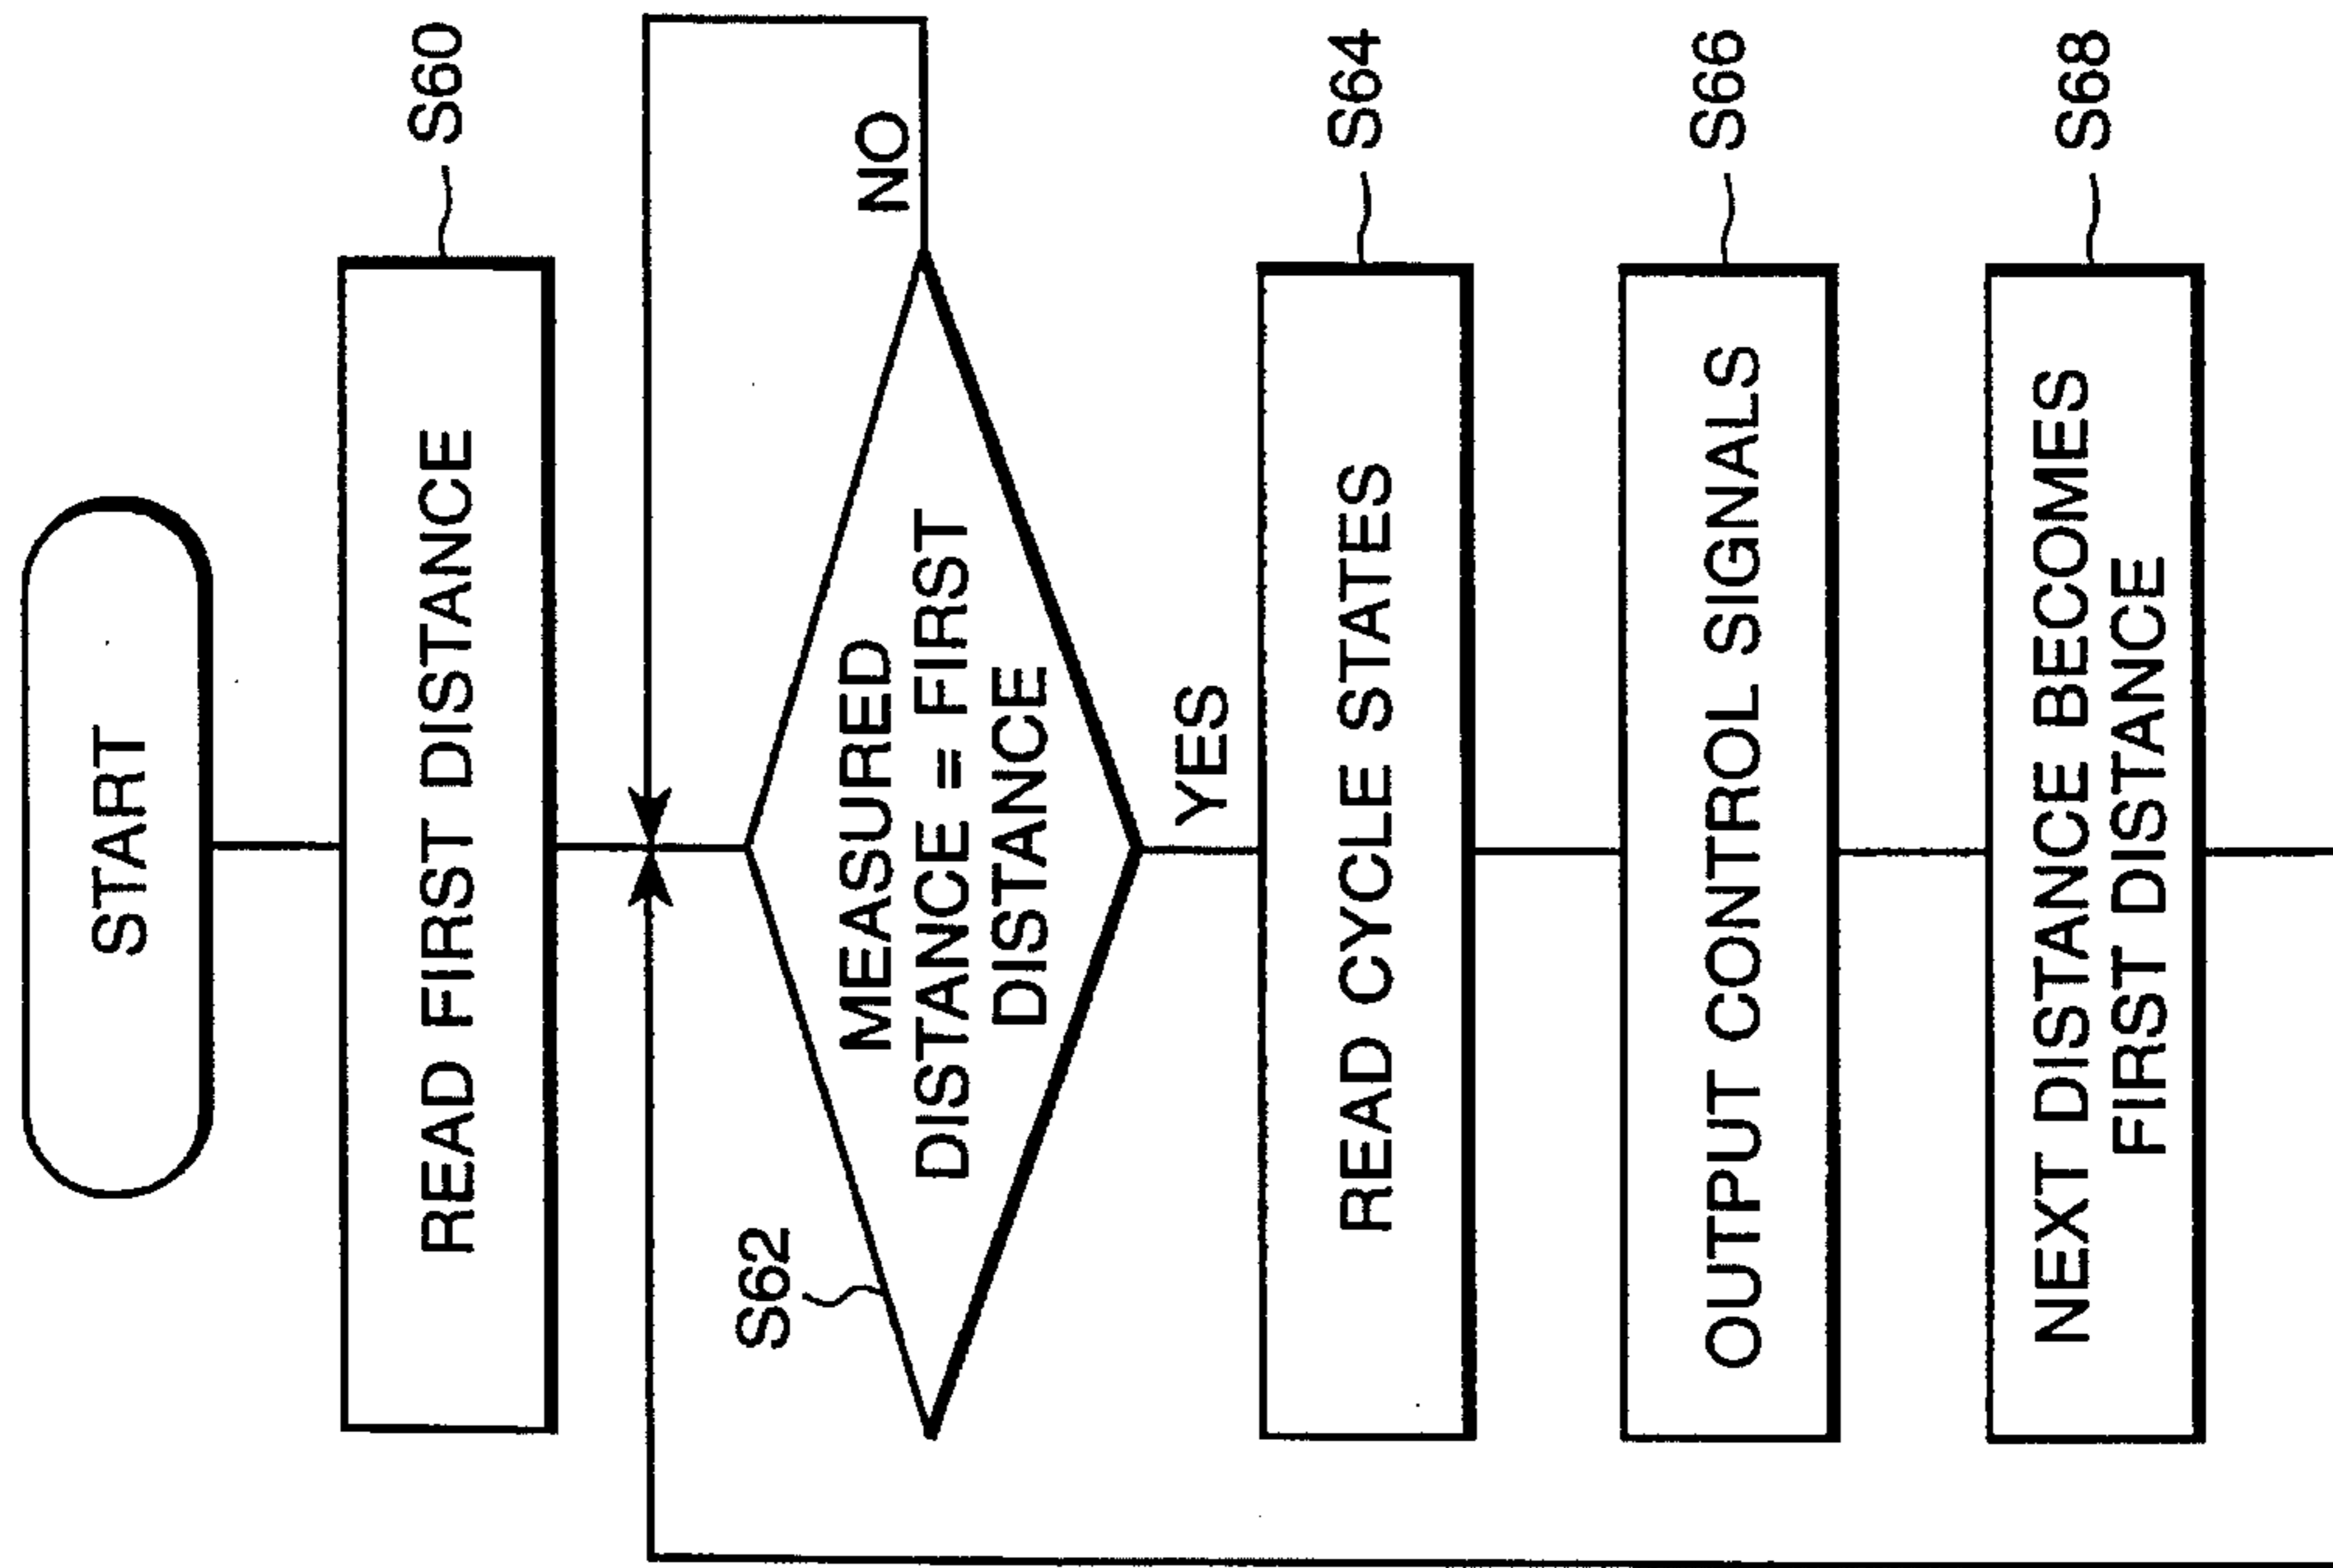 START
READ FIRST DISTANCE
S60
S62
MEASURED
DISTANCE = FIRST
DISTANCE
NO
YES
READ CYCLE STATES
S64
OUTPUT CONTROL SIGNALS
S66
NEXT DISTANCE BECOMES
FIRST DISTANCE
S68